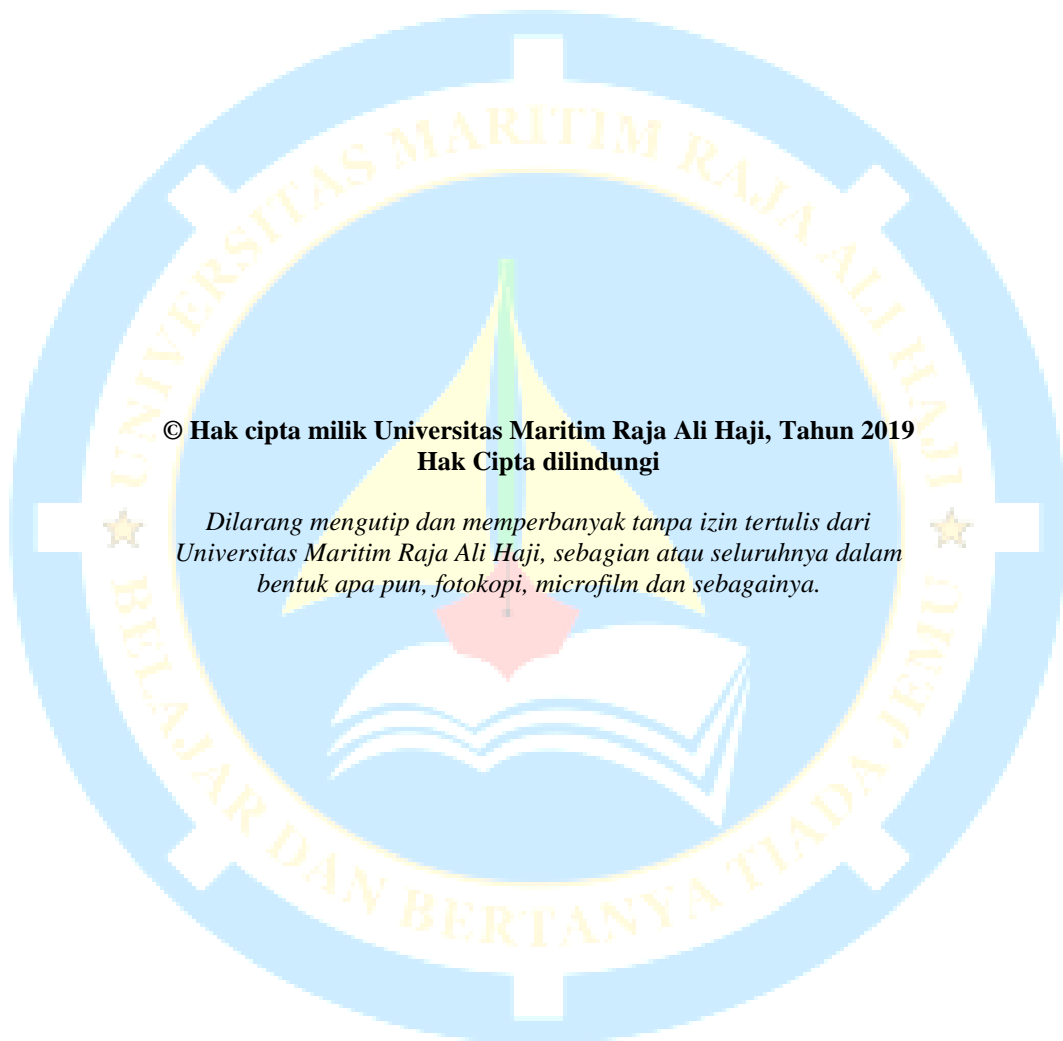 UNIVERSITAS MARITIM RAJA ALI HAJI
© Hak cipta milik Universitas Maritim Raja Ali Haji, Tahun 2019
Hak Cipta dilindungi
Dilarang mengutip dan memperbanyak tanpa izin tertulis dari
Universitas Maritim Raja Ali Haji, sebagian atau seluruhnya dalam
bentuk apa pun, fotokopi, microfilm dan sebagainya.
BELAJAR DAN BERTANYA TIADA JEMU